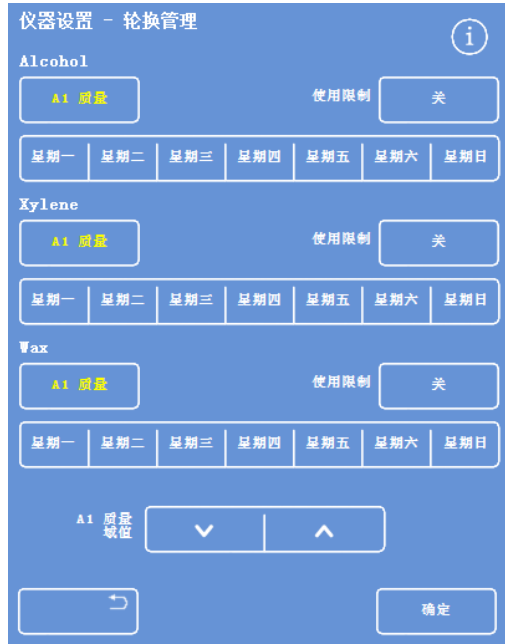 仪器设置 - 轮换管理
i
Alcohol
A1 质量 使用限制 关
星期一 星期二 星期三 星期四 星期五 星期六 星期日
Xylene
A1 质量 使用限制 关
星期一 星期二 星期三 星期四 星期五 星期六 星期日
Wax
A1 质量 使用限制 关
星期一 星期二 星期三 星期四 星期五 星期六 星期日
A1 质量
域值
确定